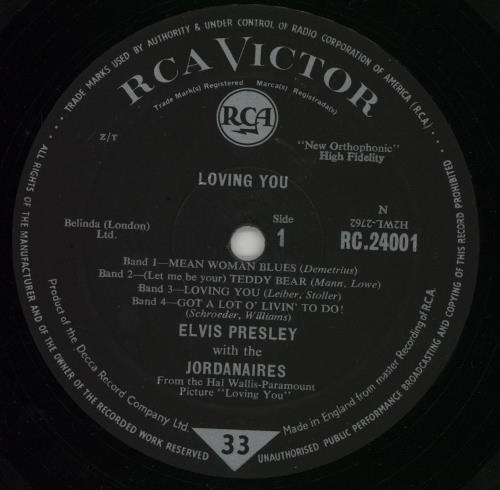 TRADE MARKS USED BY AUTHORITY & UNDER CONTROL OF RADIO CORPORATION OF AMERICA (R.C.A.)
RCA VICTOR
Trade Mark(s) Registered Marca(s) Registrada(s)
RCA
Z/T
"New Orthophonic"
High Fidelity
LOVING YOU
Belinda (London)
Ltd.
Side
1
N
H2WL-2762
RC.24001
Band 1—MEAN WOMAN BLUES (Demetrius)
Band 2—(Let me be your) TEDDY BEAR (Mann, Lowe)
Band 3—LOVING YOU (Leiber, Stoller)
Band 4—GOT A LOT O' LIVIN' TO DO!
(Schroeder, Williams)
ELVIS PRESLEY
with the
JORDANAIRES
From the Hal Wallis-Paramount
Picture "Loving You"
Product of the Decca Record Company Ltd.
Made in England from master Recording of R.C.A.
33
ALL RIGHTS OF THE MANUFACTURER AND OF THE OWNER OF THE RECORDED WORK RESERVED
UNAUTHORISED PUBLIC PERFORMANCE BROADCASTING AND COPYING OF THIS RECORD PROHIBITED